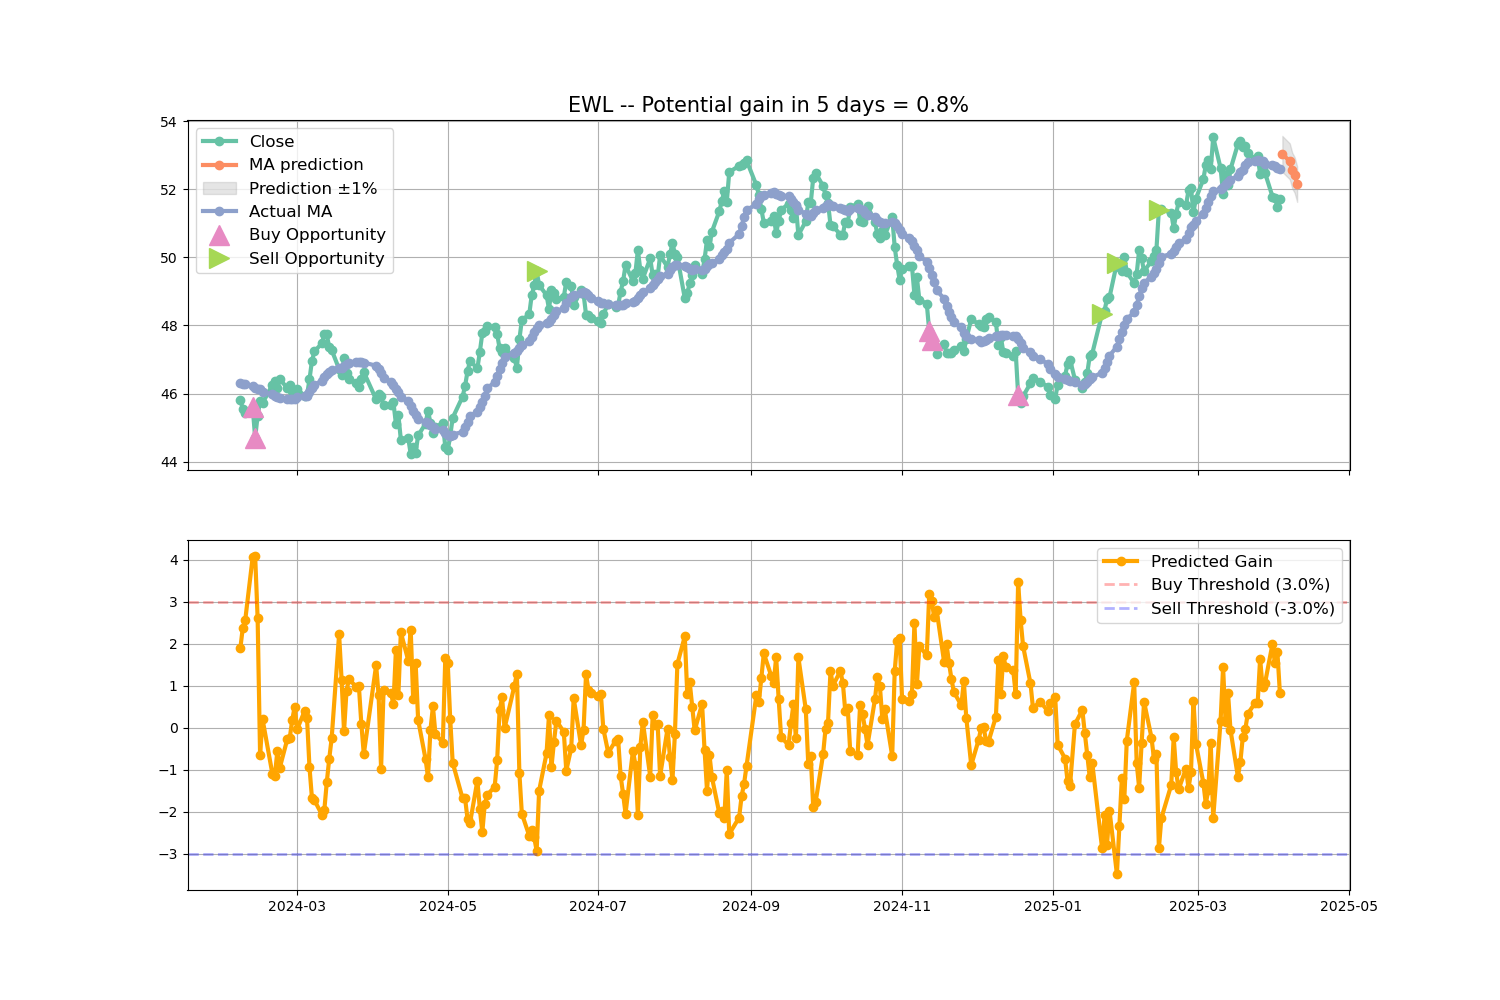 EWL -- Potential gain in 5 days = 0.8%
54
52
50
48
46
44
Close
MA prediction
Prediction ±1%
Actual MA
Buy Opportunity
Sell Opportunity
4
3
2
1
0
−1
−2
−3
Predicted Gain
Buy Threshold (3.0%)
Sell Threshold (-3.0%)
2024-03 2024-05 2024-07 2024-09 2024-11 2025-01 2025-03 2025-05